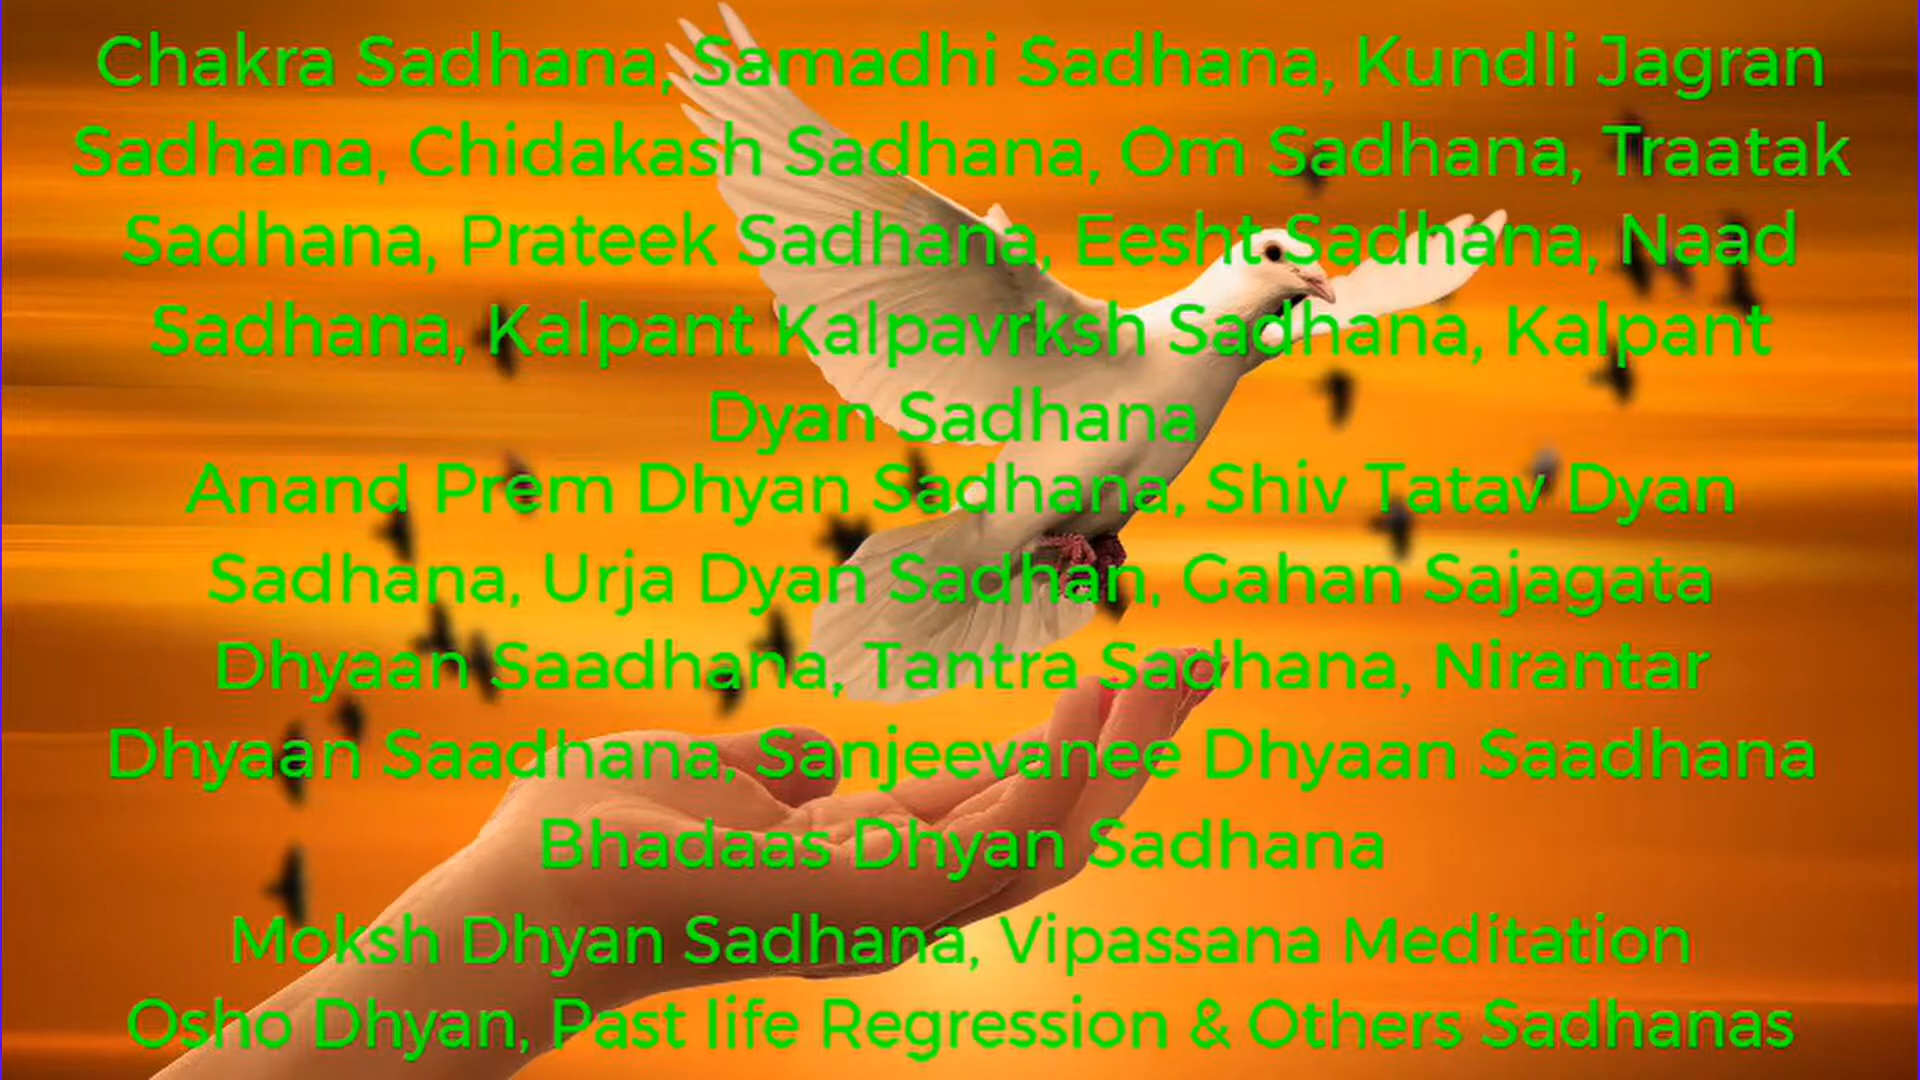 Chakra Sadhana, Samadhi Sadhana, Kundli Jagran
Sadhana, Chidakash Sadhana, Om Sadhana, Traatak
Sadhana, Prateek Sadhana, Eesht Sadhana, Naad
Sadhana, Kalpant Kalpavrksh Sadhana, Kalpant
Dyan Sadhana
Anand Prem Dhyan Sadhana, Shiv Tatav Dyan
Sadhana, Urja Dyan Sadhan, Gahan Sajagata
Dhyaan Saadhana, Tantra Sadhana, Nirantar
Dhyaan Saadhana, Sanjeevanee Dhyaan Saadhana
Bhadaas Dhyan Sadhana
Moksh Dhyan Sadhana, Vipassana Meditation
Osho Dhyan, Past life Regression & Others Sadhanas